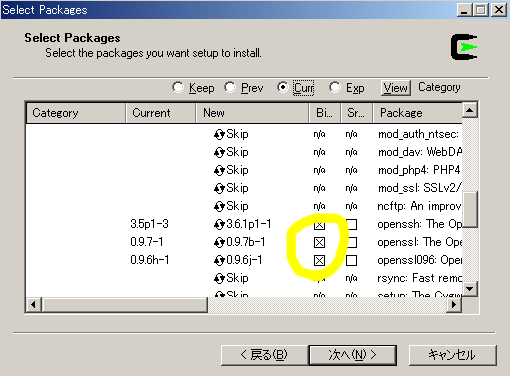 Select Packages
Select Packages
Select the packages you want setup to install.
Keep Prev Curr Exp View Category
Category Current New Bi... Sr... Package
Skip n/a n/a mod_auth_ntsec:
Skip n/a n/a mod_dav: WebDA
Skip n/a n/a mod_php4: PHP4
Skip n/a n/a mod_ssl: SSLv2/
Skip n/a n/a ncftp: An improv
3.5p1-3 3.6.1p1-1 openssh: The Op
0.9.7-1 0.9.7b-1 openssl: The Open
0.9.6h-1 0.9.6j-1 openssl096: Open
Skip n/a n/a rsync: Fast remo
Skip n/a n/a setup: The Cygw
< 戻る(B) 次へ(N) > キャンセル